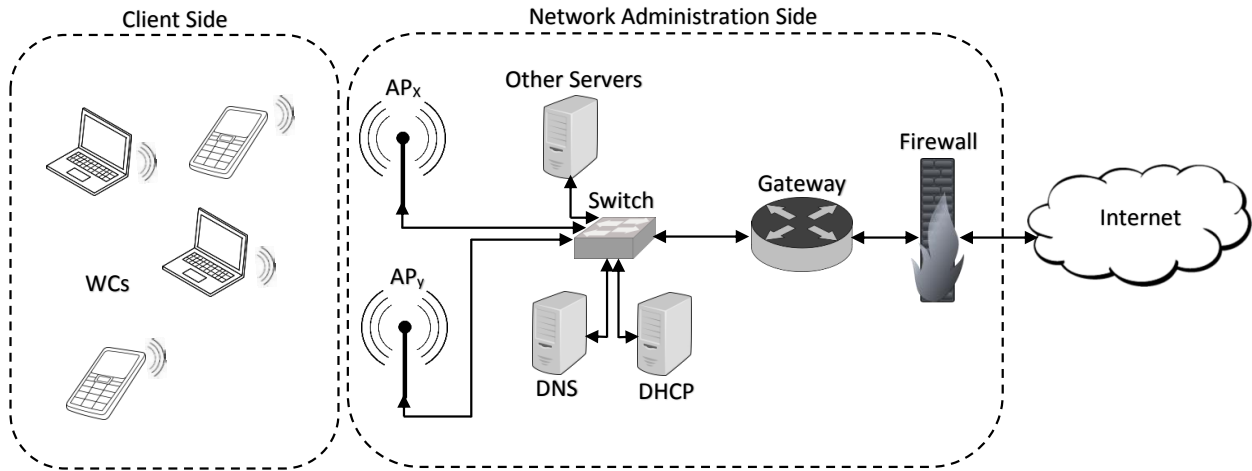 Client Side
Network Administration Side
APx
Other Servers
Firewall
Switch
Gateway
Internet
WCs
APy
DNS
DHCP